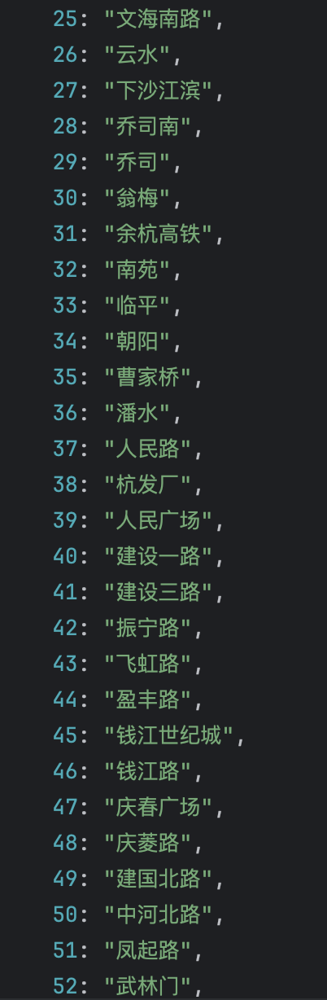 25: "文海南路",
26: "云水",
27: "下沙江滨",
28: "乔司南",
29: "乔司",
30: "翁梅",
31: "余杭高铁",
32: "南苑",
33: "临平",
34: "朝阳",
35: "曹家桥",
36: "潘水",
37: "人民路",
38: "杭发厂",
39: "人民广场",
40: "建设一路",
41: "建设三路",
42: "振宁路",
43: "飞虹路",
44: "盈丰路",
45: "钱江世纪城",
46: "钱江路",
47: "庆春广场",
48: "庆菱路",
49: "建国北路",
50: "中河北路",
51: "凤起路",
52: "武林门",